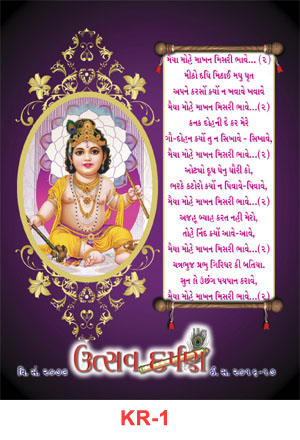 મૈયા મોહે માખન મિસરી ભાવે...(૨)
મીઠો દધિ મિઠાઈ મધુ ઘૃત
અપને કરસોં ક્યોં ન ખવાવે ખવાવે
મૈયા મોહે માખન મિસરી ભાવે...(૨)
કનક દોહની દે કર મેરે
ગૌ-દોહન ક્યોં તુ ન સિખાવે - સિખાવે,
મૈયા મોહે માખન મિસરી ભાવે...(૨)
ઓટ્યો દૂધ ધેનુ ધૌરી કો,
ભરકે કટોરો ક્યોં ન પિવાવે-પિવાવે,
મૈયા મોહે માખન મિસરી ભાવે...(૨)
અજહૂ બ્યાહ કરત નહી મેરો,
તોહે નિંદ ક્યોં આવે-આવે,
મૈયા મોહે માખન મિસરી ભાવે...(૨)
ચત્રભુજ પ્રભુ ગિરિધર કી બતિયા.
સુન લે ઉછંગ પયપાન કરાવે,
મૈયા મોહે માખન મિસરી ભાવે...(૨)
ઉત્સવ દર્પણ
વિ. સં. ૨૦૭૩
ઈ. સ. ૨૦૧૬-૧૭
KR-1